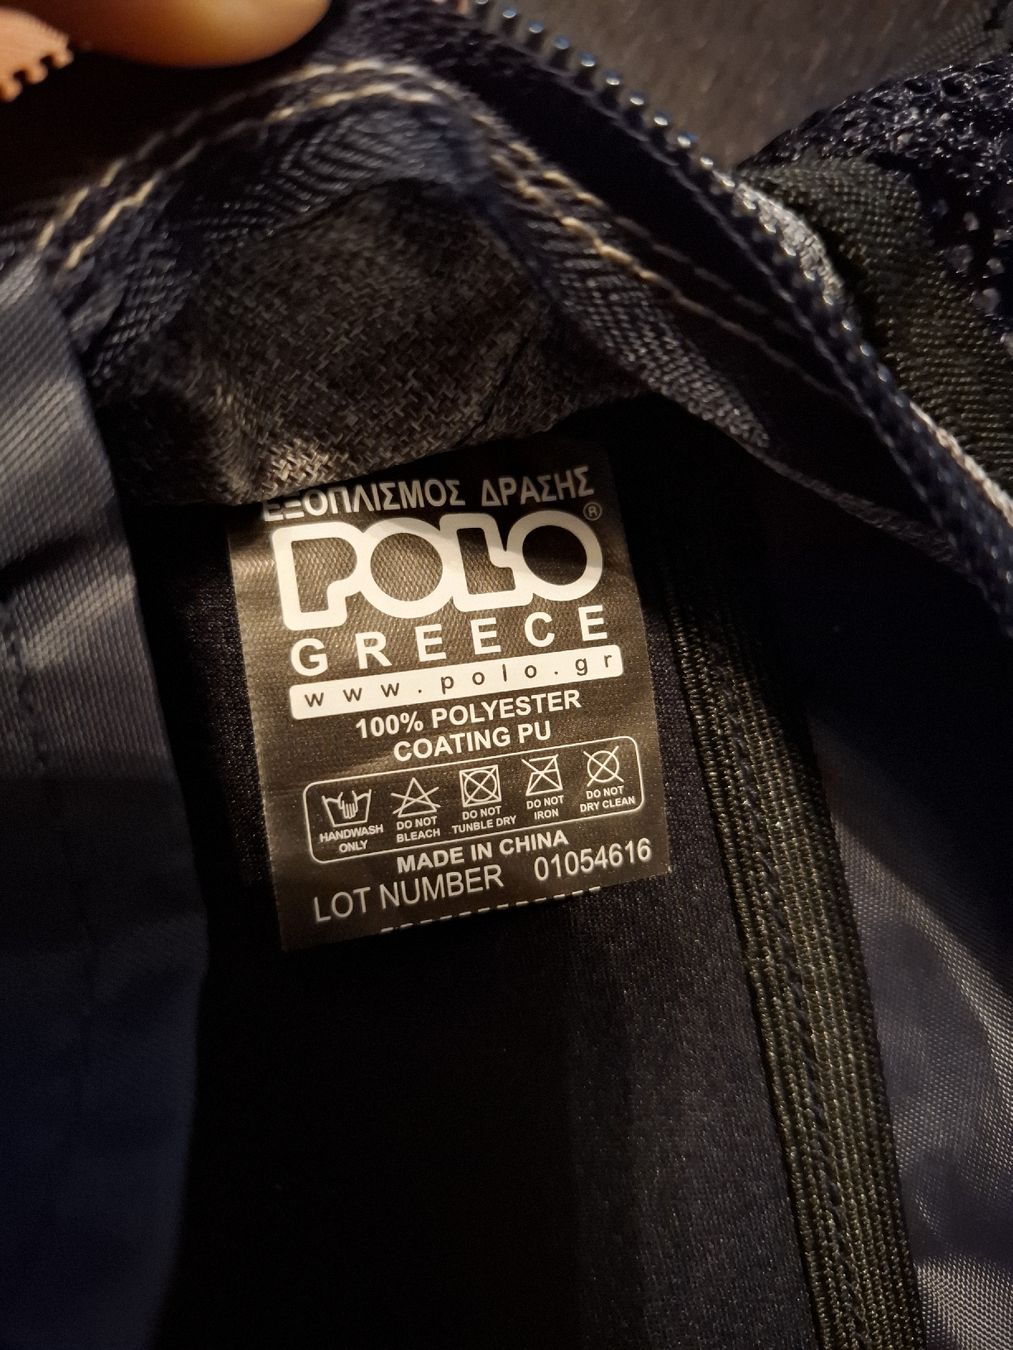 ΕΞΟΠΛΙΣΜΟΣ ΔΡΑΣΗΣ
POLO®
GREECE
www.polo.gr
100% POLYESTER
COATING PU
HANDWASH ONLY
DO NOT BLEACH
DO NOT TUNBLE DRY
DO NOT IRON
DO NOT DRY CLEAN
MADE IN CHINA
LOT NUMBER 01054616